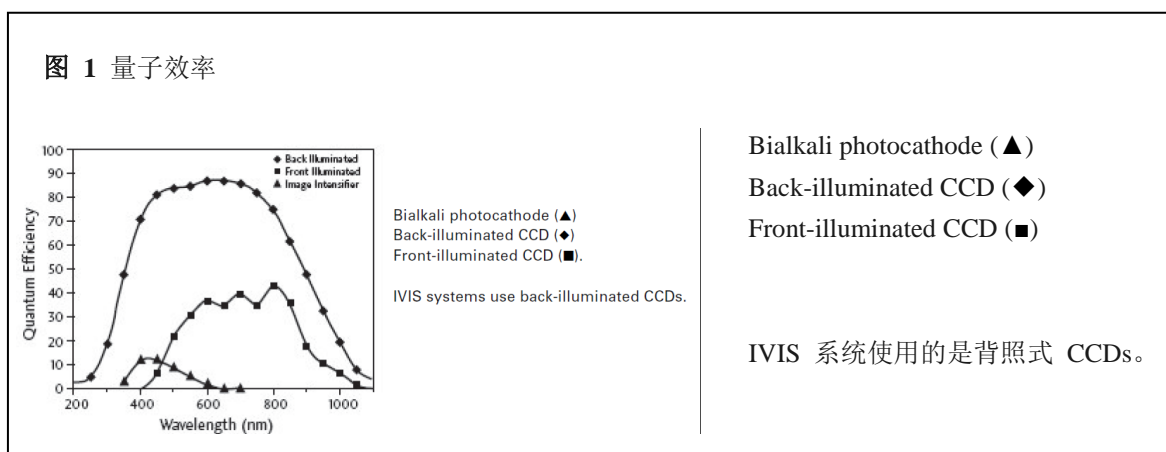 图 1 量子效率
100
90
80
70
60
50
40
30
20
10
0
Quantum Efficiency
◆ Back Illuminated
■ Front Illuminated
▲ Image Intensifier
200 400 600 800 1000
Wavelength (nm)
Bialkali photocathode (▲)
Back-illuminated CCD (◆)
Front-illuminated CCD (■).
IVIS systems use back-illuminated CCDs.
Bialkali photocathode (▲)
Back-illuminated CCD (◆)
Front-illuminated CCD (■)
IVIS 系统使用的是背照式 CCDs。